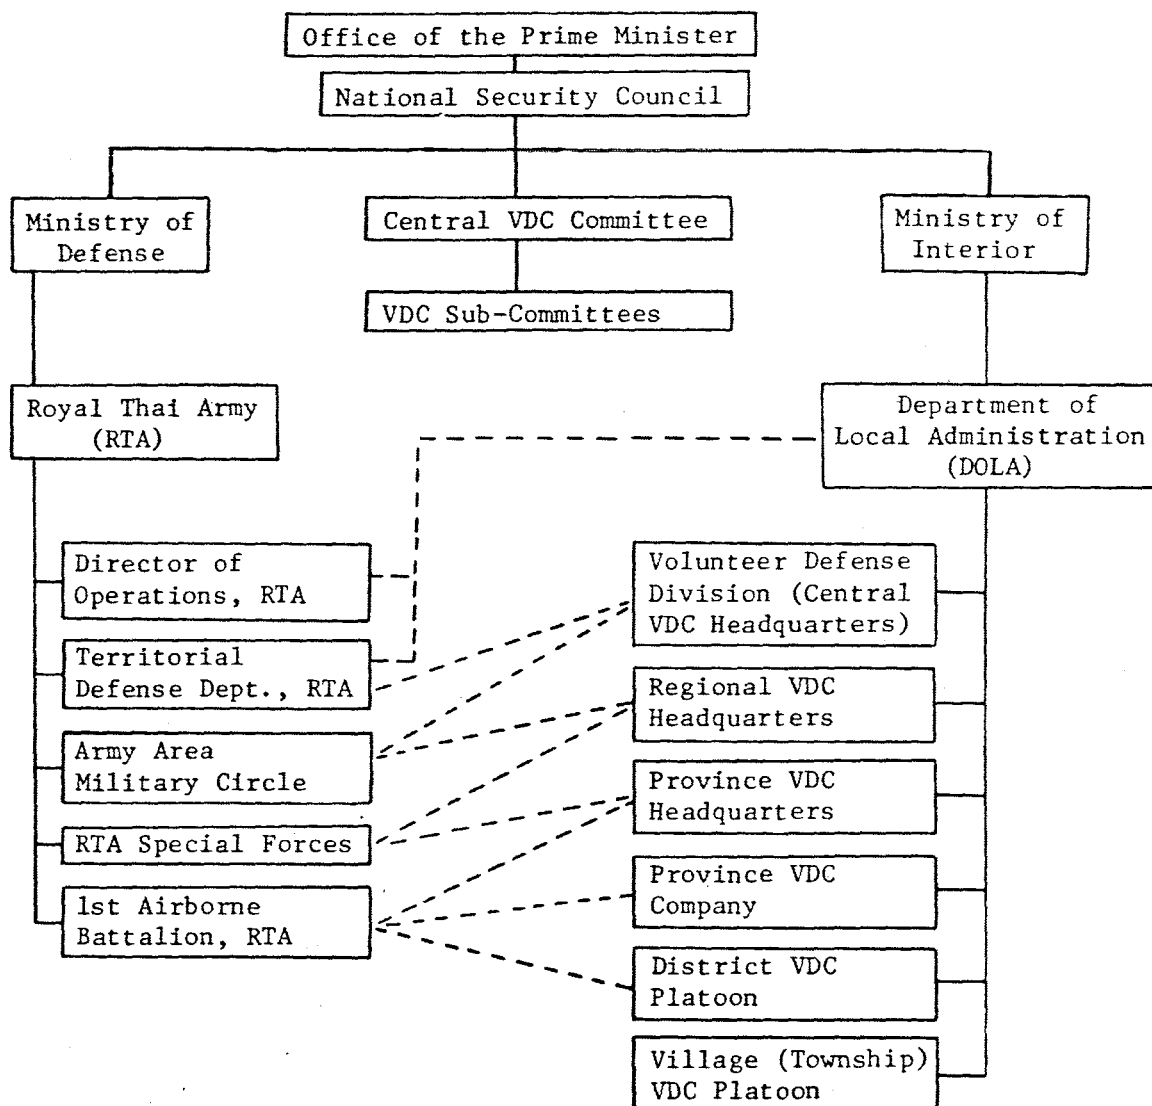 Office of the Prime Minister
National Security Council
Ministry of
Defense
Central VDC Committee
Ministry of
Interior
VDC Sub-Committees
Royal Thai Army
(RTA)
Department of
Local Administration
(DOLA)
Director of
Operations, RTA
Territorial
Defense Dept., RTA
Army Area
Military Circle
RTA Special Forces
1st Airborne
Battalion, RTA
Volunteer Defense
Division (Central
VDC Headquarters)
Regional VDC
Headquarters
Province VDC
Headquarters
Province VDC
Company
District VDC
Platoon
Village (Township)
VDC Platoon